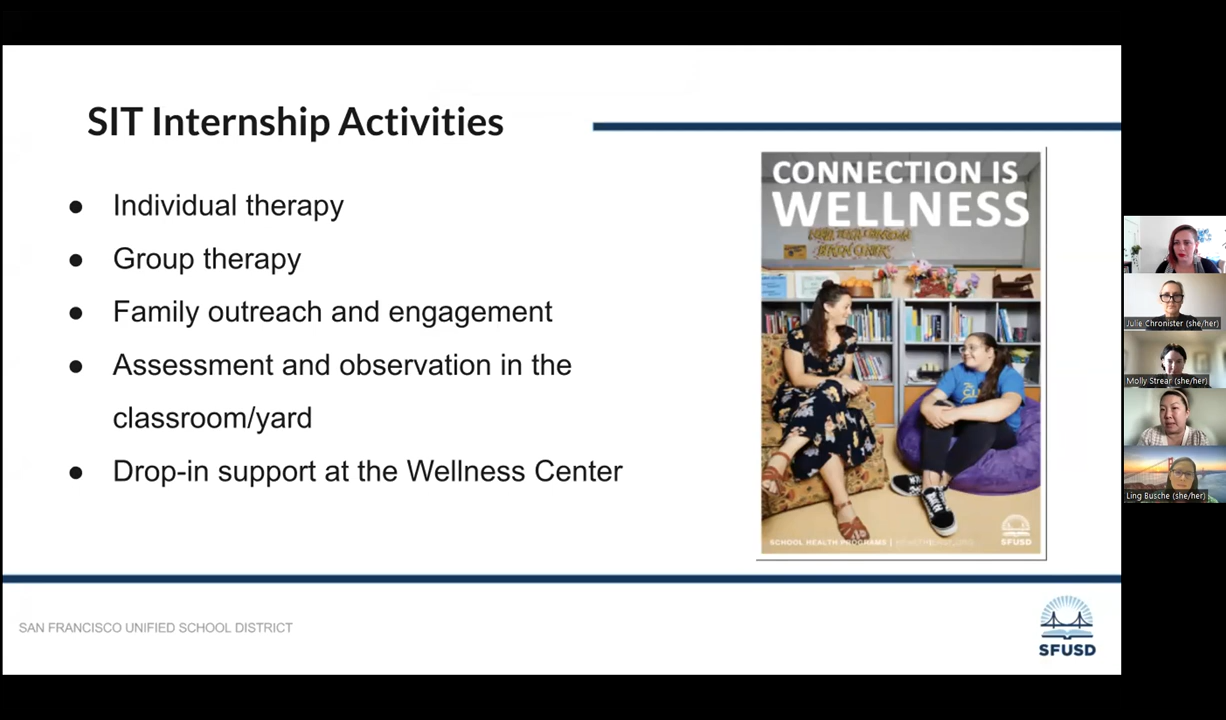 SIT Internship Activities
● Individual therapy
● Group therapy
● Family outreach and engagement
● Assessment and observation in the
classroom/yard
● Drop-in support at the Wellness Center
CONNECTION IS
WELLNESS
SCHOOL HEALTH PROGRAMS |
SFUSD
SAN FRANCISCO UNIFIED SCHOOL DISTRICT
SFUSD
Julie Chronister (she/her)
Molly Strear (she/her)
Ling Busche (she/her)